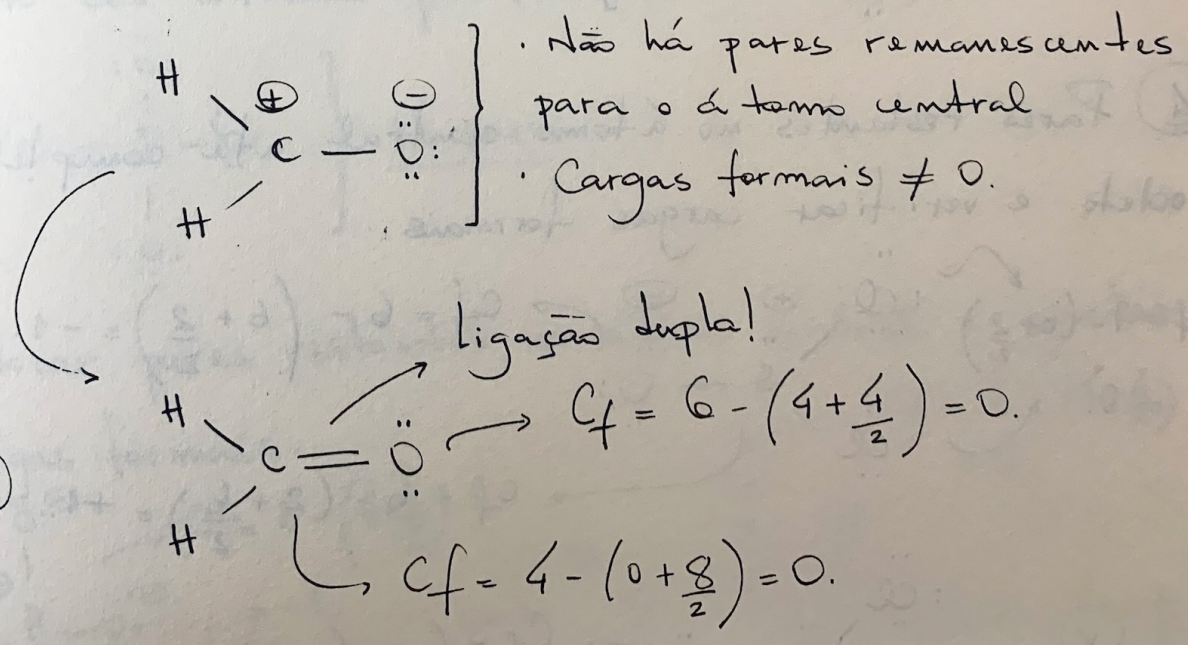 H
⊕ ⊖
C — Ö:
H
· Não há pares remanescentes
para o átomo central
· Cargas formais ≠ 0.
Ligação dupla!
H
C = Ö
H
Cf = 6 - (4 + 4/2) = 0.
Cf = 4 - (0 + 8/2) = 0.